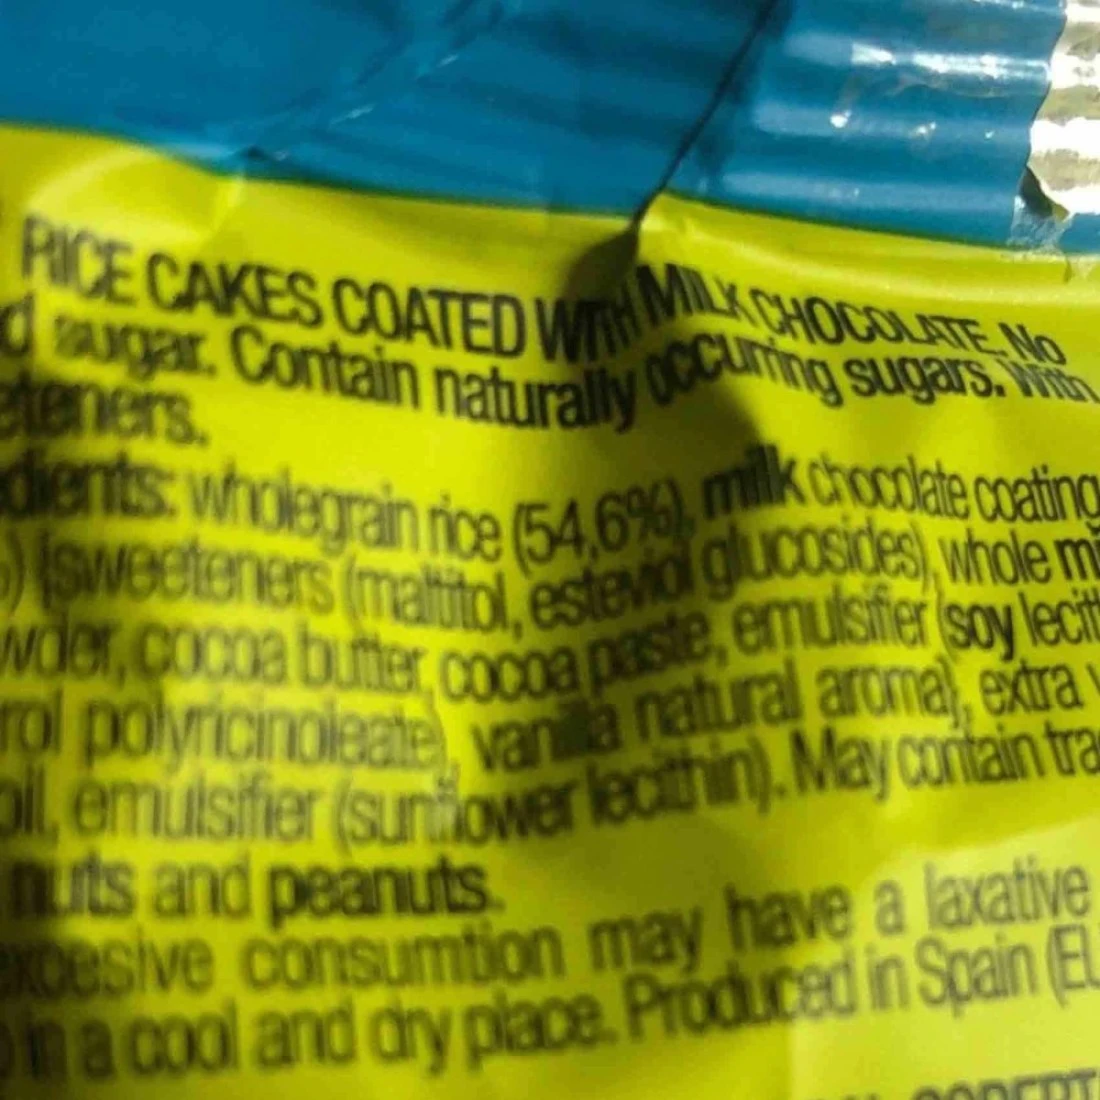 RICE CAKES COATED WITH MILK CHOCOLATE. No
d sugar. Contain naturally occurring sugars. With
eteners.
dients: wholegrain rice (54,6%), milk chocolate coating
) [sweeteners (maltitol, esteviol glucosides), whole mi
wder, cocoa butter, cocoa paste, emulsifier (soy lecit
rol polyricinoleate), vanilla natural aroma], extra v
oil, emulsifier (sunflower lecithin). May contain tra
nuts and peanuts.
excesive consumtion may have a laxative
in a cool and dry place. Produced in Spain (EU